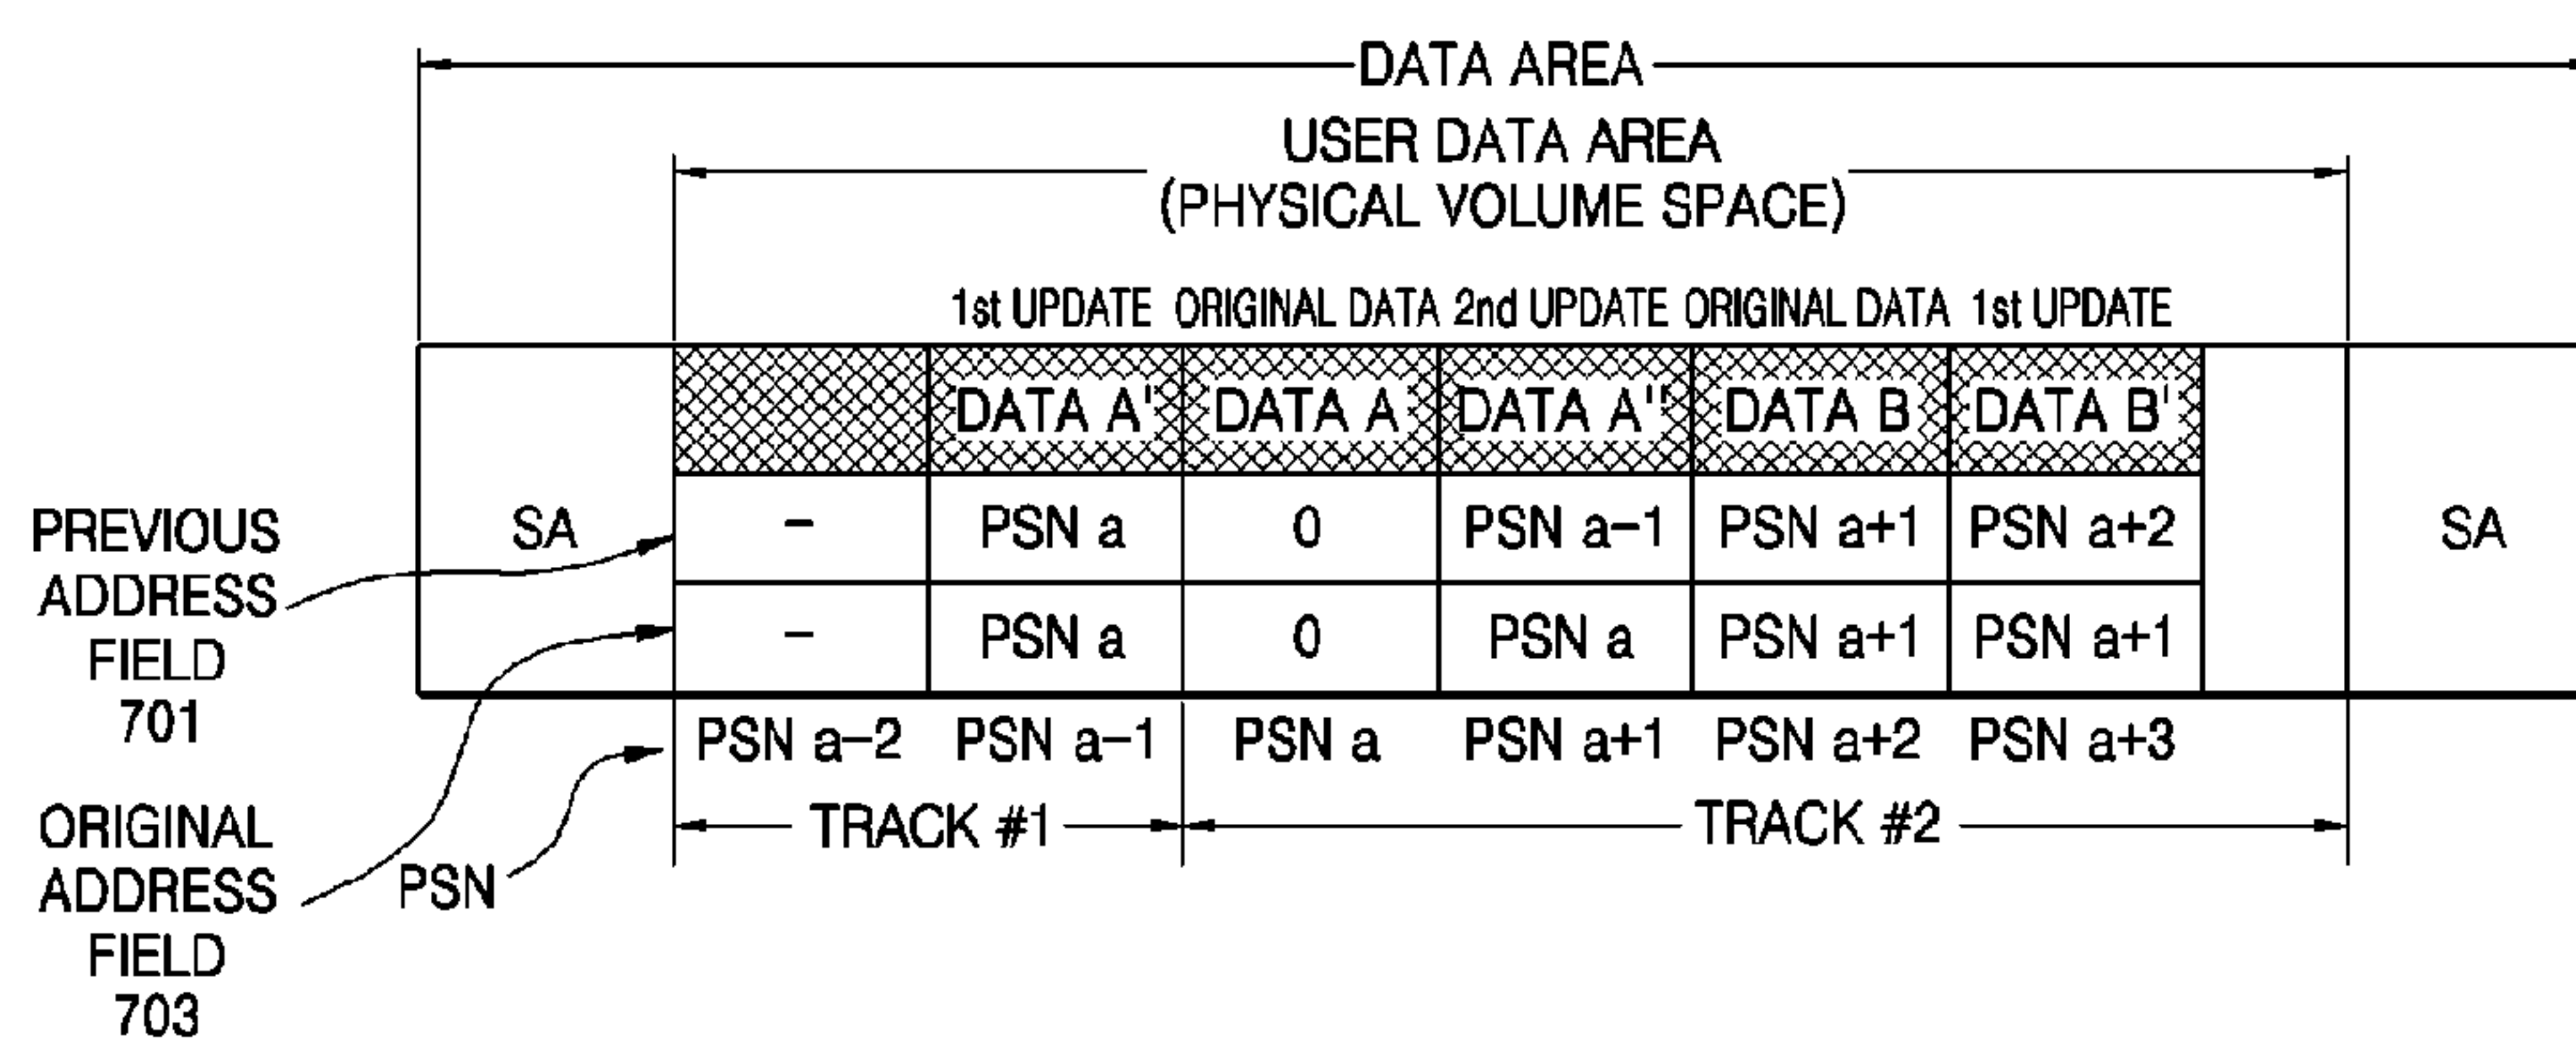 DATA AREA
USER DATA AREA
(PHYSICAL VOLUME SPACE)
1st UPDATE ORIGINAL DATA 2nd UPDATE ORIGINAL DATA 1st UPDATE
DATA A' DATA A DATA A'' DATA B DATA B'
PREVIOUS
ADDRESS
FIELD
701
SA - PSN a 0 PSN a-1 PSN a+1 PSN a+2 SA
- PSN a 0 PSN a PSN a+1 PSN a+1
PSN a-2 PSN a-1 PSN a PSN a+1 PSN a+2 PSN a+3
TRACK #1 TRACK #2
ORIGINAL
ADDRESS
FIELD
703
PSN